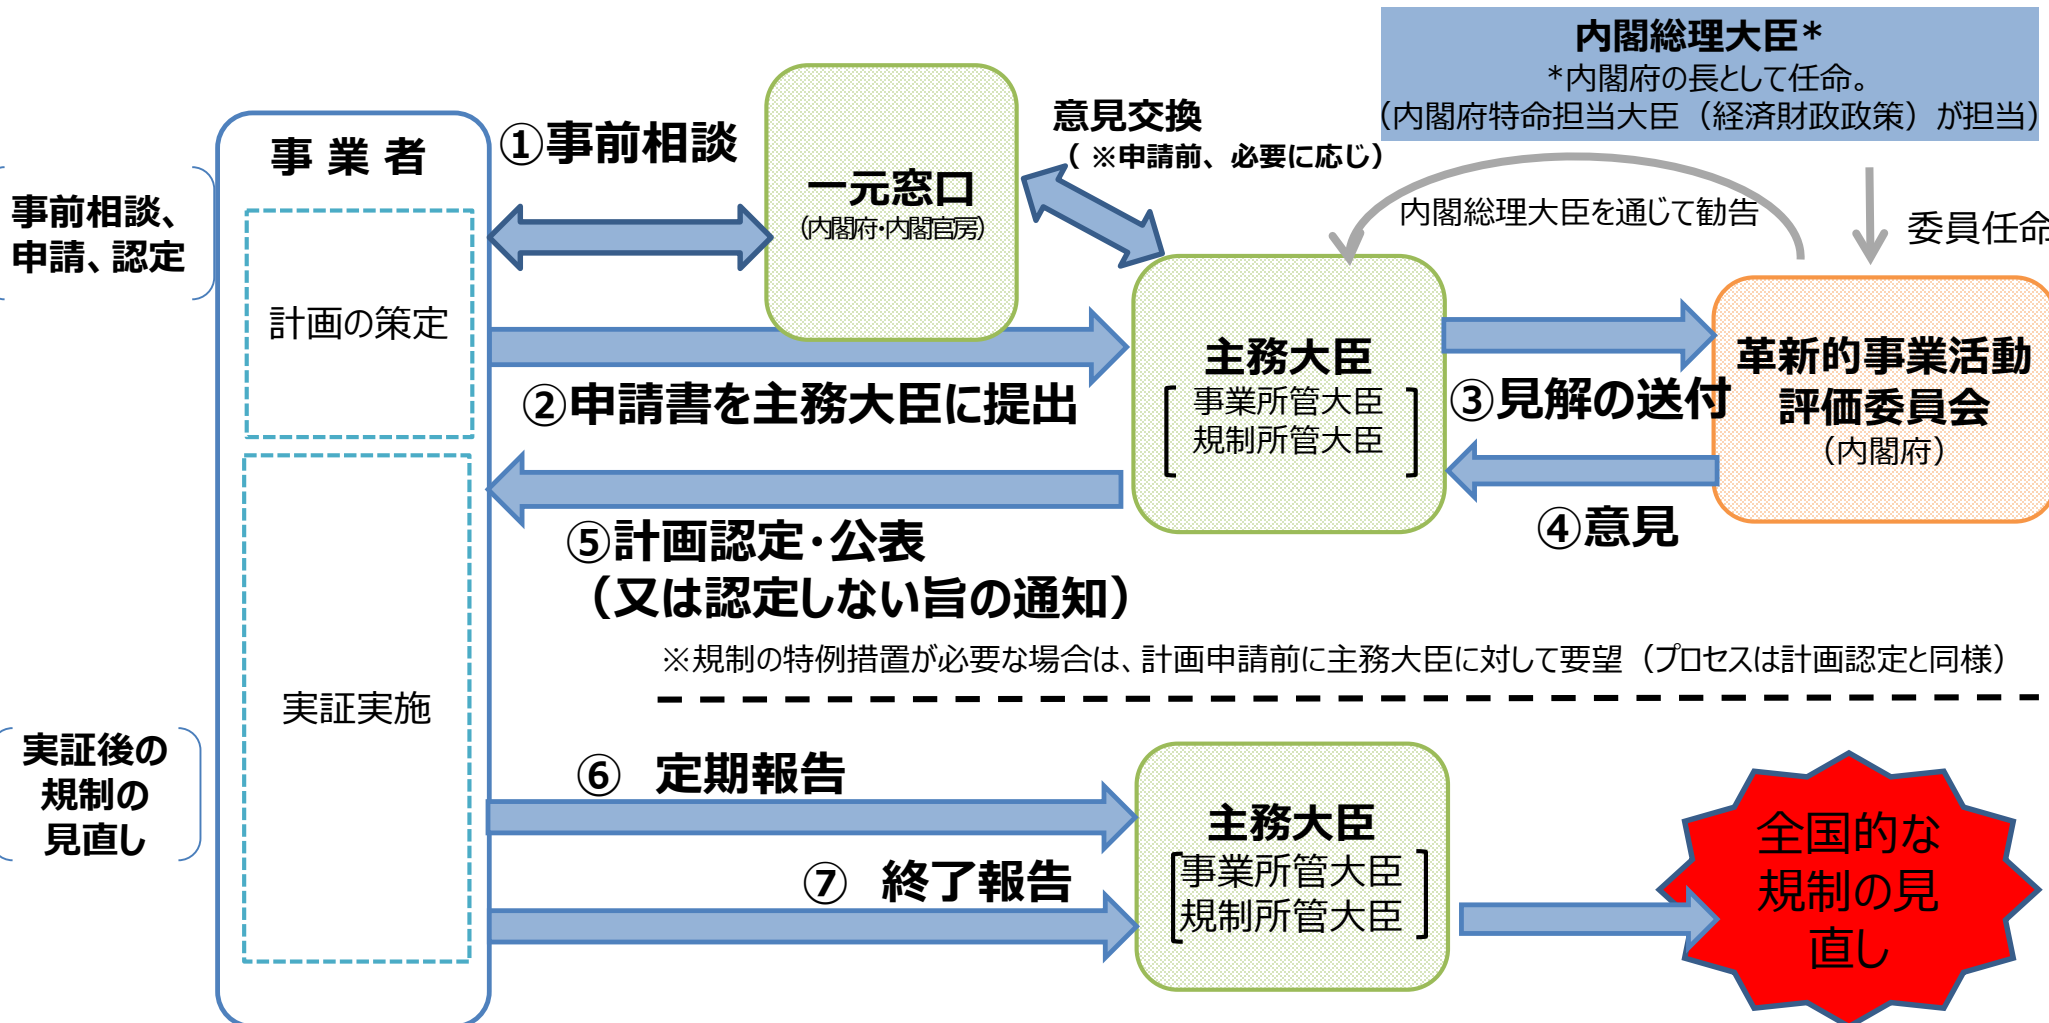 内閣総理大臣*
*内閣府の長として任命。
(内閣府特命担当大臣（経済財政政策）が担当)
事業者
①事前相談
一元窓口
(内閣府・内閣官房)
意見交換
（ ※申請前、必要に応じ）
事前相談、
申請、認定
内閣総理大臣を通じて勧告
委員任命
計画の策定
②申請書を主務大臣に提出
主務大臣
事業所管大臣
規制所管大臣
③見解の送付
革新的事業活動
評価委員会
（内閣府）
④意見
⑤計画認定・公表
（又は認定しない旨の通知）
※規制の特例措置が必要な場合は、計画申請前に主務大臣に対して要望（プロセスは計画認定と同様）
実証実施
実証後の
規制の
見直し
⑥ 定期報告
⑦ 終了報告
主務大臣
事業所管大臣
規制所管大臣
全国的な
規制の見
直し